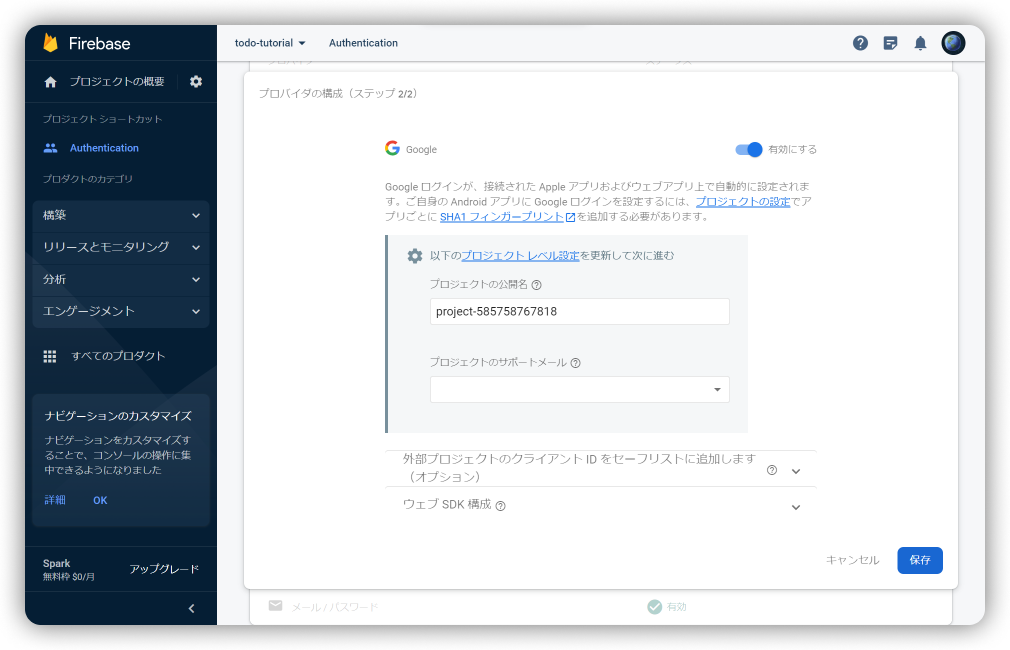 Firebase
todo-tutorial
Authentication
プロジェクトの概要
プロジェクト ショートカット
Authentication
プロダクトのカテゴリ
構築
リリースとモニタリング
分析
エンゲージメント
すべてのプロダクト
ナビゲーションのカスタマイズ
ナビゲーションをカスタマイズす
ることで、コンソールの操作に集
中できるようになりました
詳細
OK
Spark
無料枠 $0/月
アップグレード
プロバイダの構成（ステップ 2/2）
Google
有効にする
Google ログインが、接続された Apple アプリおよびウェブアプリ上で自動的に設定されま
す。ご自身の Android アプリに Google ログインを設定するには、プロジェクトの設定でア
プリごとに SHA1 フィンガープリントを追加する必要があります。
以下のプロジェクト レベル設定を更新して次に進む
プロジェクトの公開名
project-585758767818
プロジェクトのサポートメール
外部プロジェクトのクライアント ID をセーフリストに追加します
（オプション）
ウェブ SDK 構成
キャンセル
保存
メール / パスワード
有効